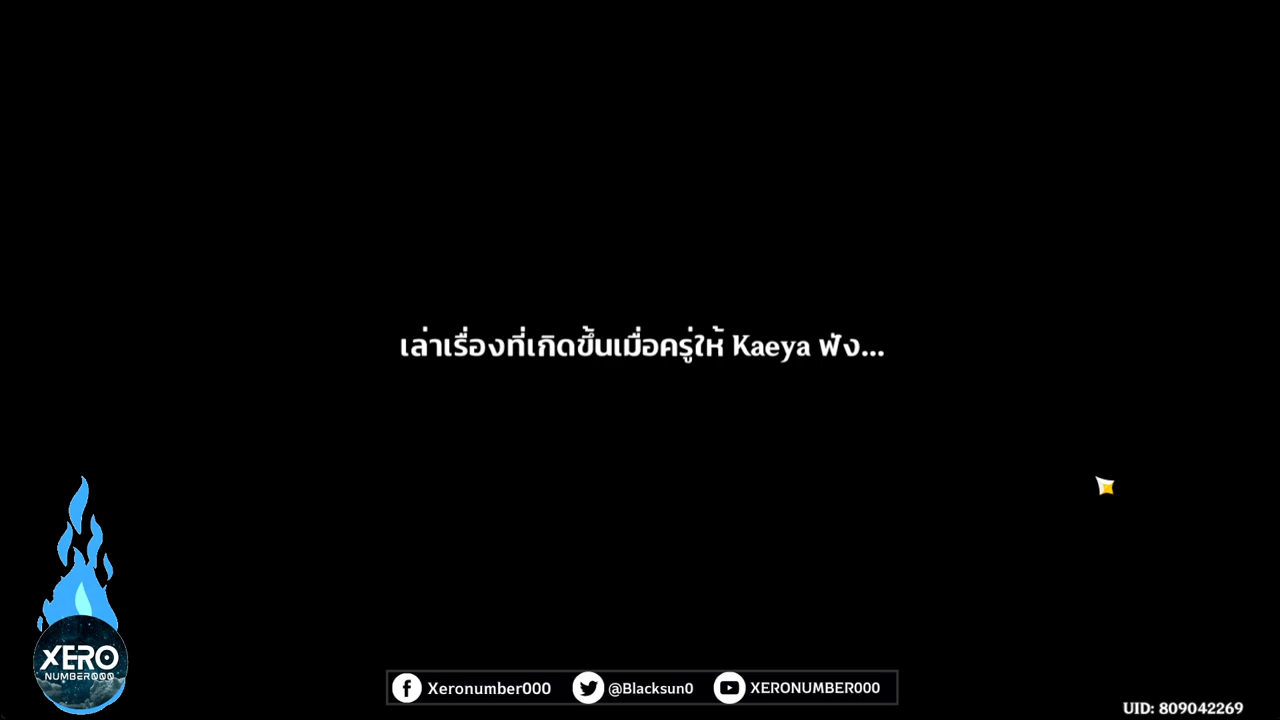 เล่าเรื่องที่เกิดขึ้นเมื่อครู่ให้ Kaeya ฟัง...
XERO
NUMBER000
Xeronumber000 @Blacksun0 XERONUMBER000
UID: 809042269